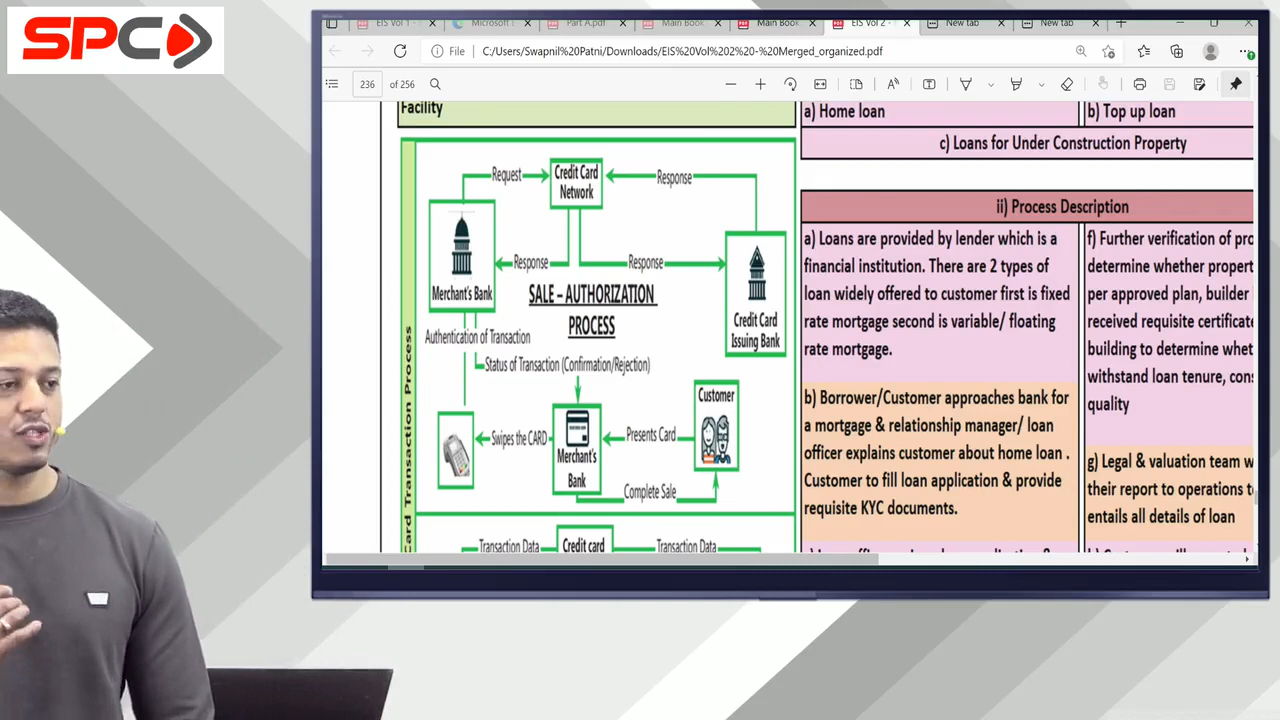 SPC
EIS Vol 1 -
Microsoft
Part A.pdf
Main Book
Main Book
EIS Vol 2 -
New tab
New tab
File
C:/Users/Swapnil%20Patni/Downloads/EIS%20Vol%202%20-%20Merged_organized.pdf
236 of 256
Facility
Card Transaction Process
Request
Credit Card
Network
Response
Merchant's Bank
Response
Response
Credit Card
Issuing Bank
SALE – AUTHORIZATION
PROCESS
Authentication of Transaction
Status of Transaction (Confirmation/Rejection)
Customer
Swipes the CARD
Merchant's
Bank
Presents Card
Complete Sale
Transaction Data
Credit card
Transaction Data
a) Home loan
b) Top up loan
c) Loans for Under Construction Property
ii) Process Description
a) Loans are provided by lender which is a
financial institution. There are 2 types of
loan widely offered to customer first is fixed
rate mortgage second is variable/ floating
rate mortgage.
b) Borrower/Customer approaches bank for
a mortgage & relationship manager/ loan
officer explains customer about home loan .
Customer to fill loan application & provide
requisite KYC documents.
f) Further verification of pro
determine whether propert
per approved plan, builder
received requisite certificate
building to determine whet
withstand loan tenure, cons
quality
g) Legal & valuation team w
their report to operations t
entails all details of loan